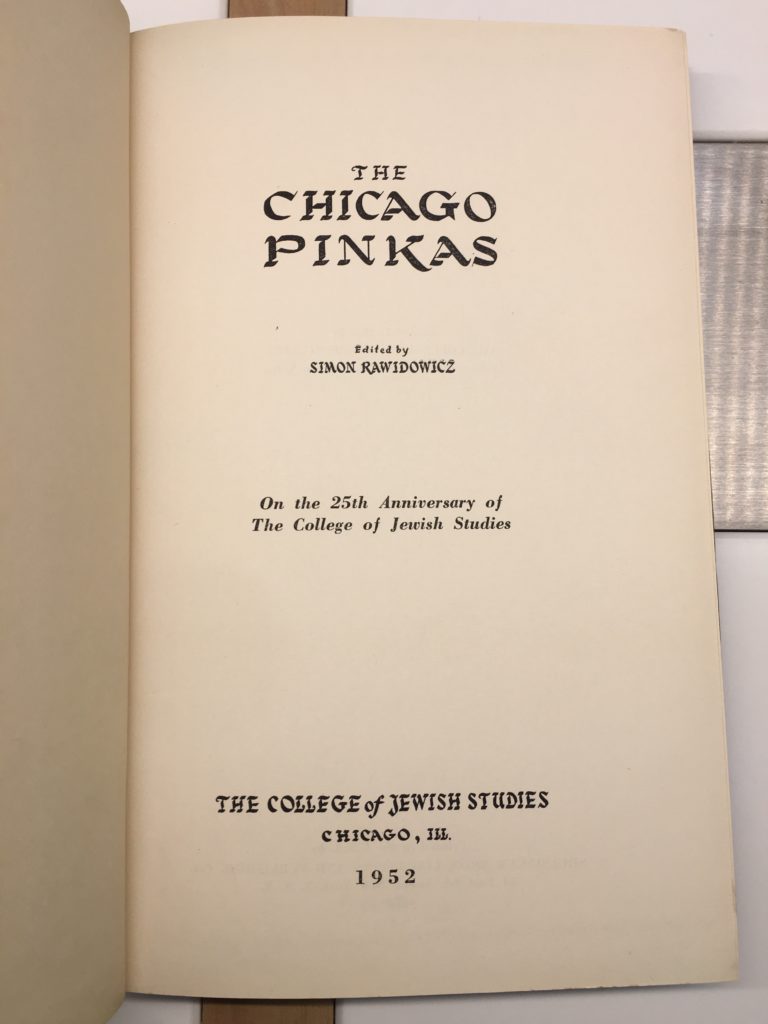 THE
CHICAGO
PINKAS
Edited by
SIMON RAWIDOWICZ
On the 25th Anniversary of
The College of Jewish Studies
THE COLLEGE of JEWISH STUDIES
CHICAGO, ILL.
1952